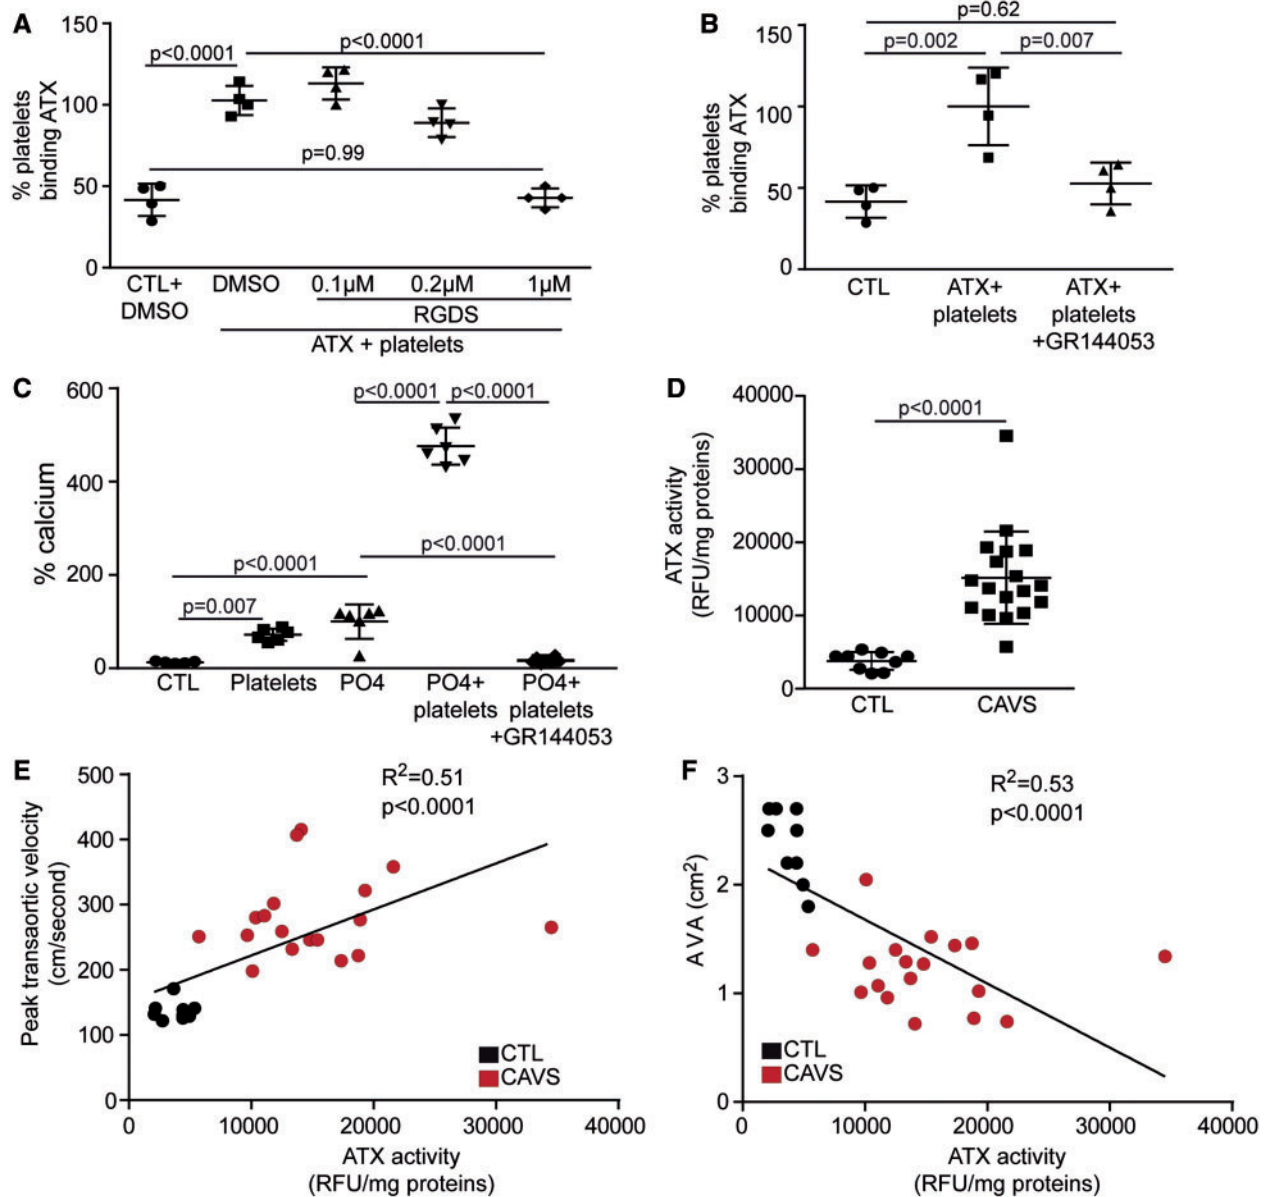 A
% platelets
binding ATX
150
100
50
0
p<0.0001
p<0.0001
p=0.99
CTL+
DMSO
DMSO
0.1µM
0.2µM
1µM
RGDS
ATX + platelets
B
% platelets
binding ATX
150
100
50
0
p=0.62
p=0.002
p=0.007
CTL
ATX+
platelets
ATX+
platelets
+GR144053
C
% calcium
600
400
200
0
p<0.0001
p<0.0001
p<0.0001
p<0.0001
p=0.007
CTL
Platelets
PO4
PO4+
platelets
PO4+
platelets
+GR144053
D
ATX activity
(RFU/mg proteins)
40000
30000
20000
10000
0
p<0.0001
CTL
CAVS
E
Peak transaortic velocity
(cm/second)
500
400
300
200
100
0
R²=0.51
p<0.0001
CTL
CAVS
0
10000
20000
30000
40000
ATX activity
(RFU/mg proteins)
F
AVA (cm²)
3
2
1
0
R²=0.53
p<0.0001
CTL
CAVS
0
10000
20000
30000
40000
ATX activity
(RFU/mg proteins)